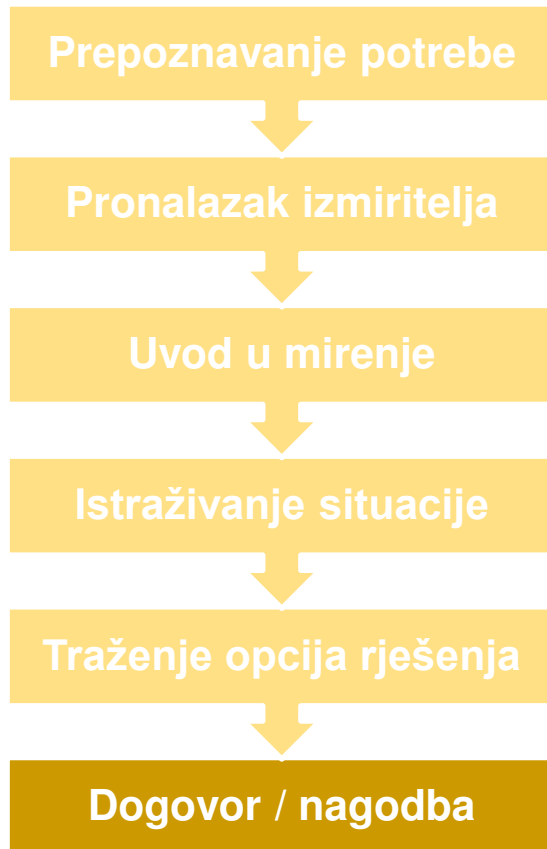 Prepoznavanje potrebe
Pronalazak izmiritelja
Uvod u mirenje
Istraživanje situacije
Traženje opcija rješenja
Dogovor / nagodba